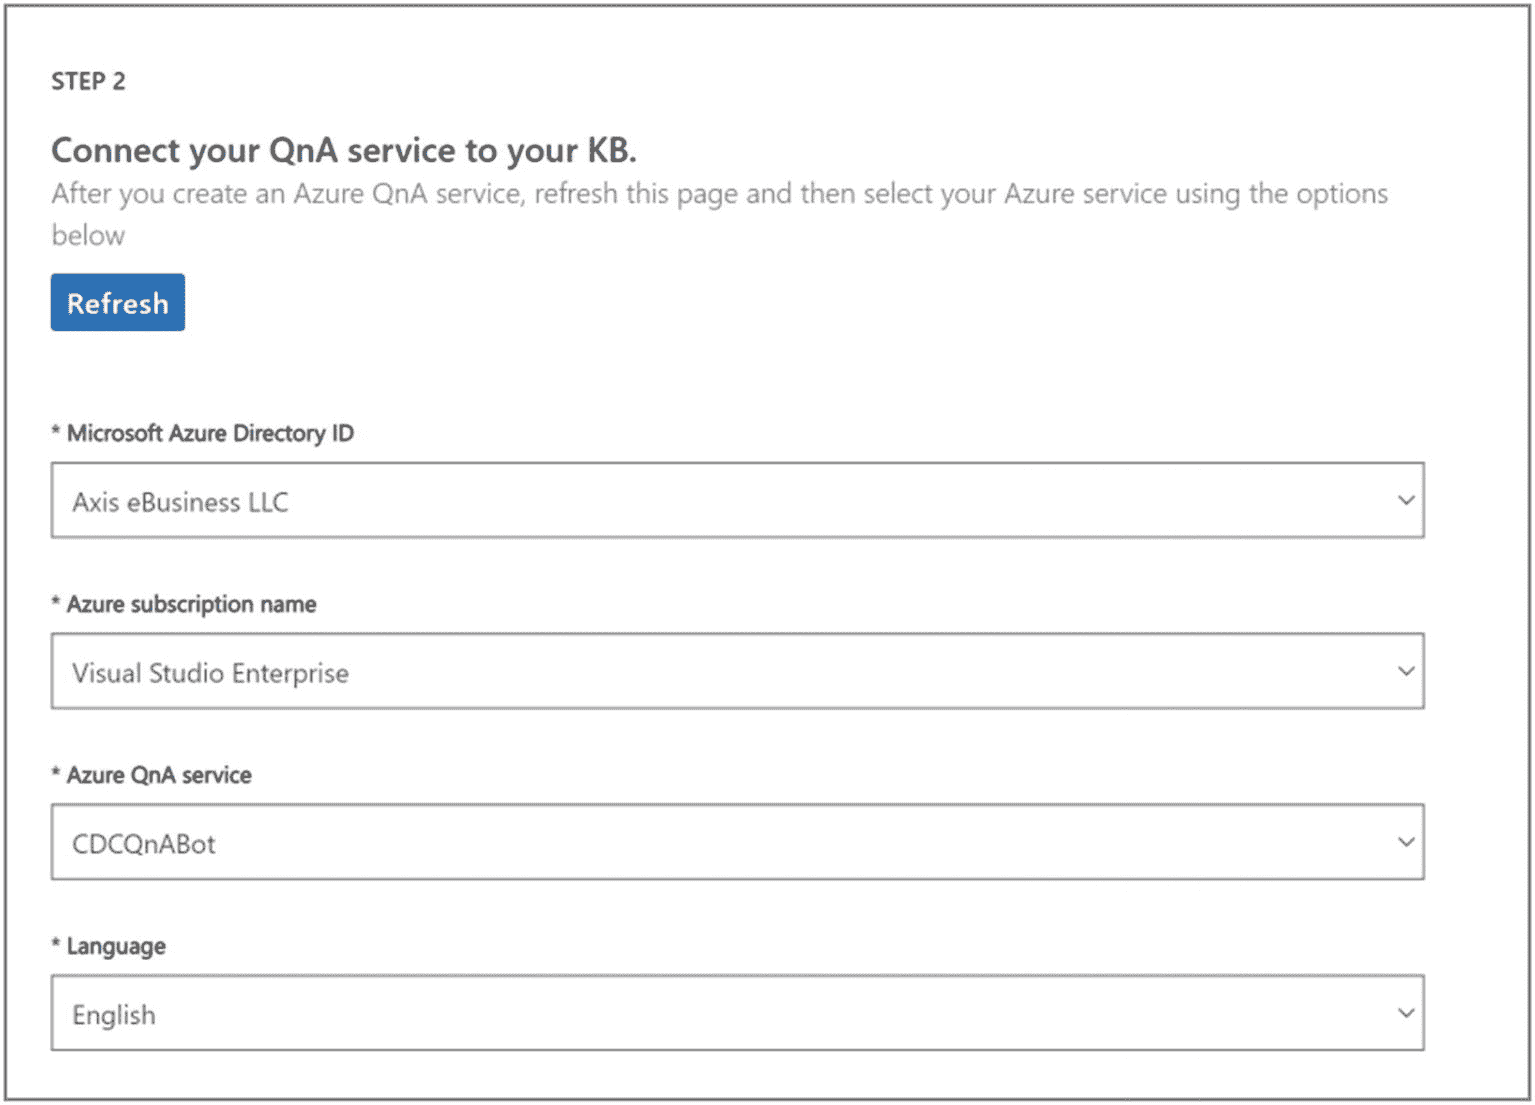 STEP 2
Connect your QnA service to your KB.
After you create an Azure QnA service, refresh this page and then select your Azure service using the options
below
Refresh
* Microsoft Azure Directory ID
Axis eBusiness LLC
* Azure subscription name
Visual Studio Enterprise
* Azure QnA service
CDCQnABot
* Language
English